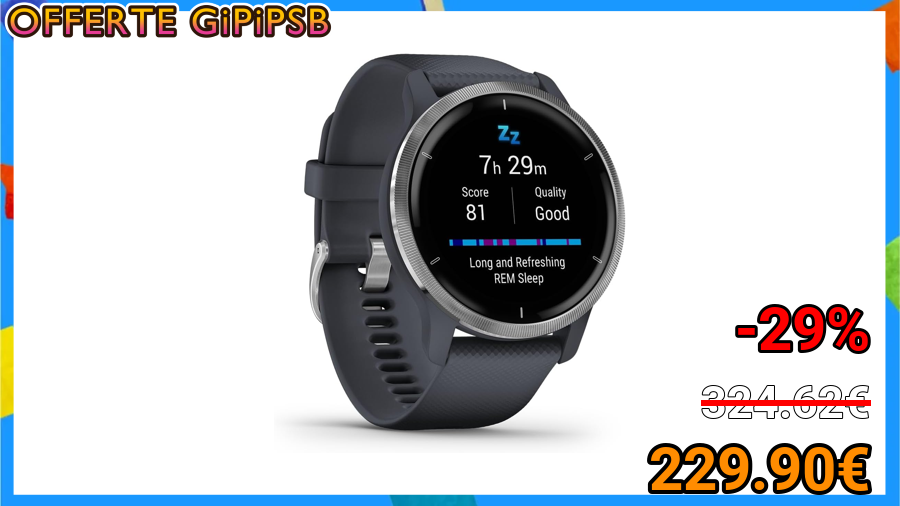 OFFERTE GiPiPSB
ZZ
7h 29m
Score
81
Quality
Good
Long and Refreshing
REM Sleep
-29%
324.62€
229.90€